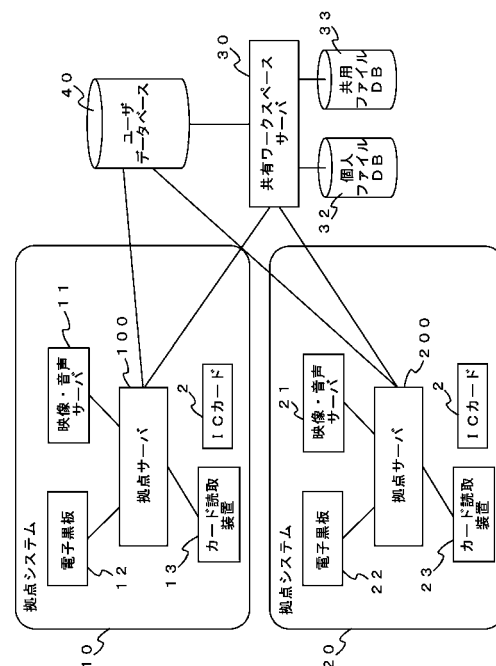 拠点システム
10
電子黒板
12
映像・音声
サーバ
11
拠点サーバ
100
カード読取
装置
13
ICカード
2
拠点システム
20
電子黒板
22
映像・音声
サーバ
21
拠点サーバ
200
カード読取
装置
23
ICカード
2
ユーザ
データベース
40
共有ワークスペース
サーバ
30
個人
ファイル
DB
32
共用
ファイル
DB
33